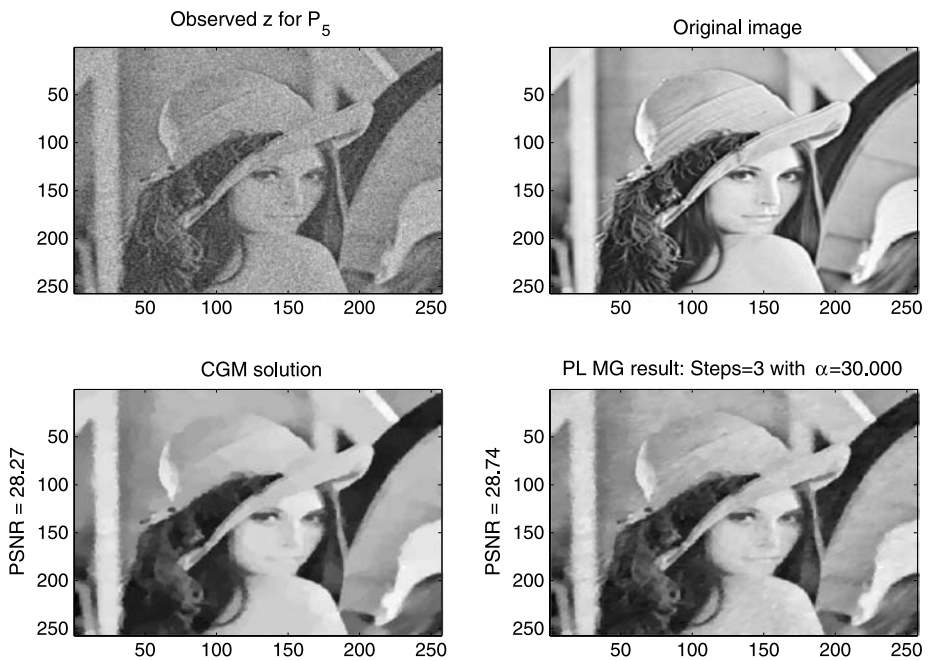 Observed z for P5
Original image
50
100
150
200
250
50 100 150 200 250
50
100
150
200
250
50 100 150 200 250
CGM solution
PL MG result: Steps=3 with α=30.000
PSNR = 28.27
50
100
150
200
250
50 100 150 200 250
PSNR = 28.74
50
100
150
200
250
50 100 150 200 250